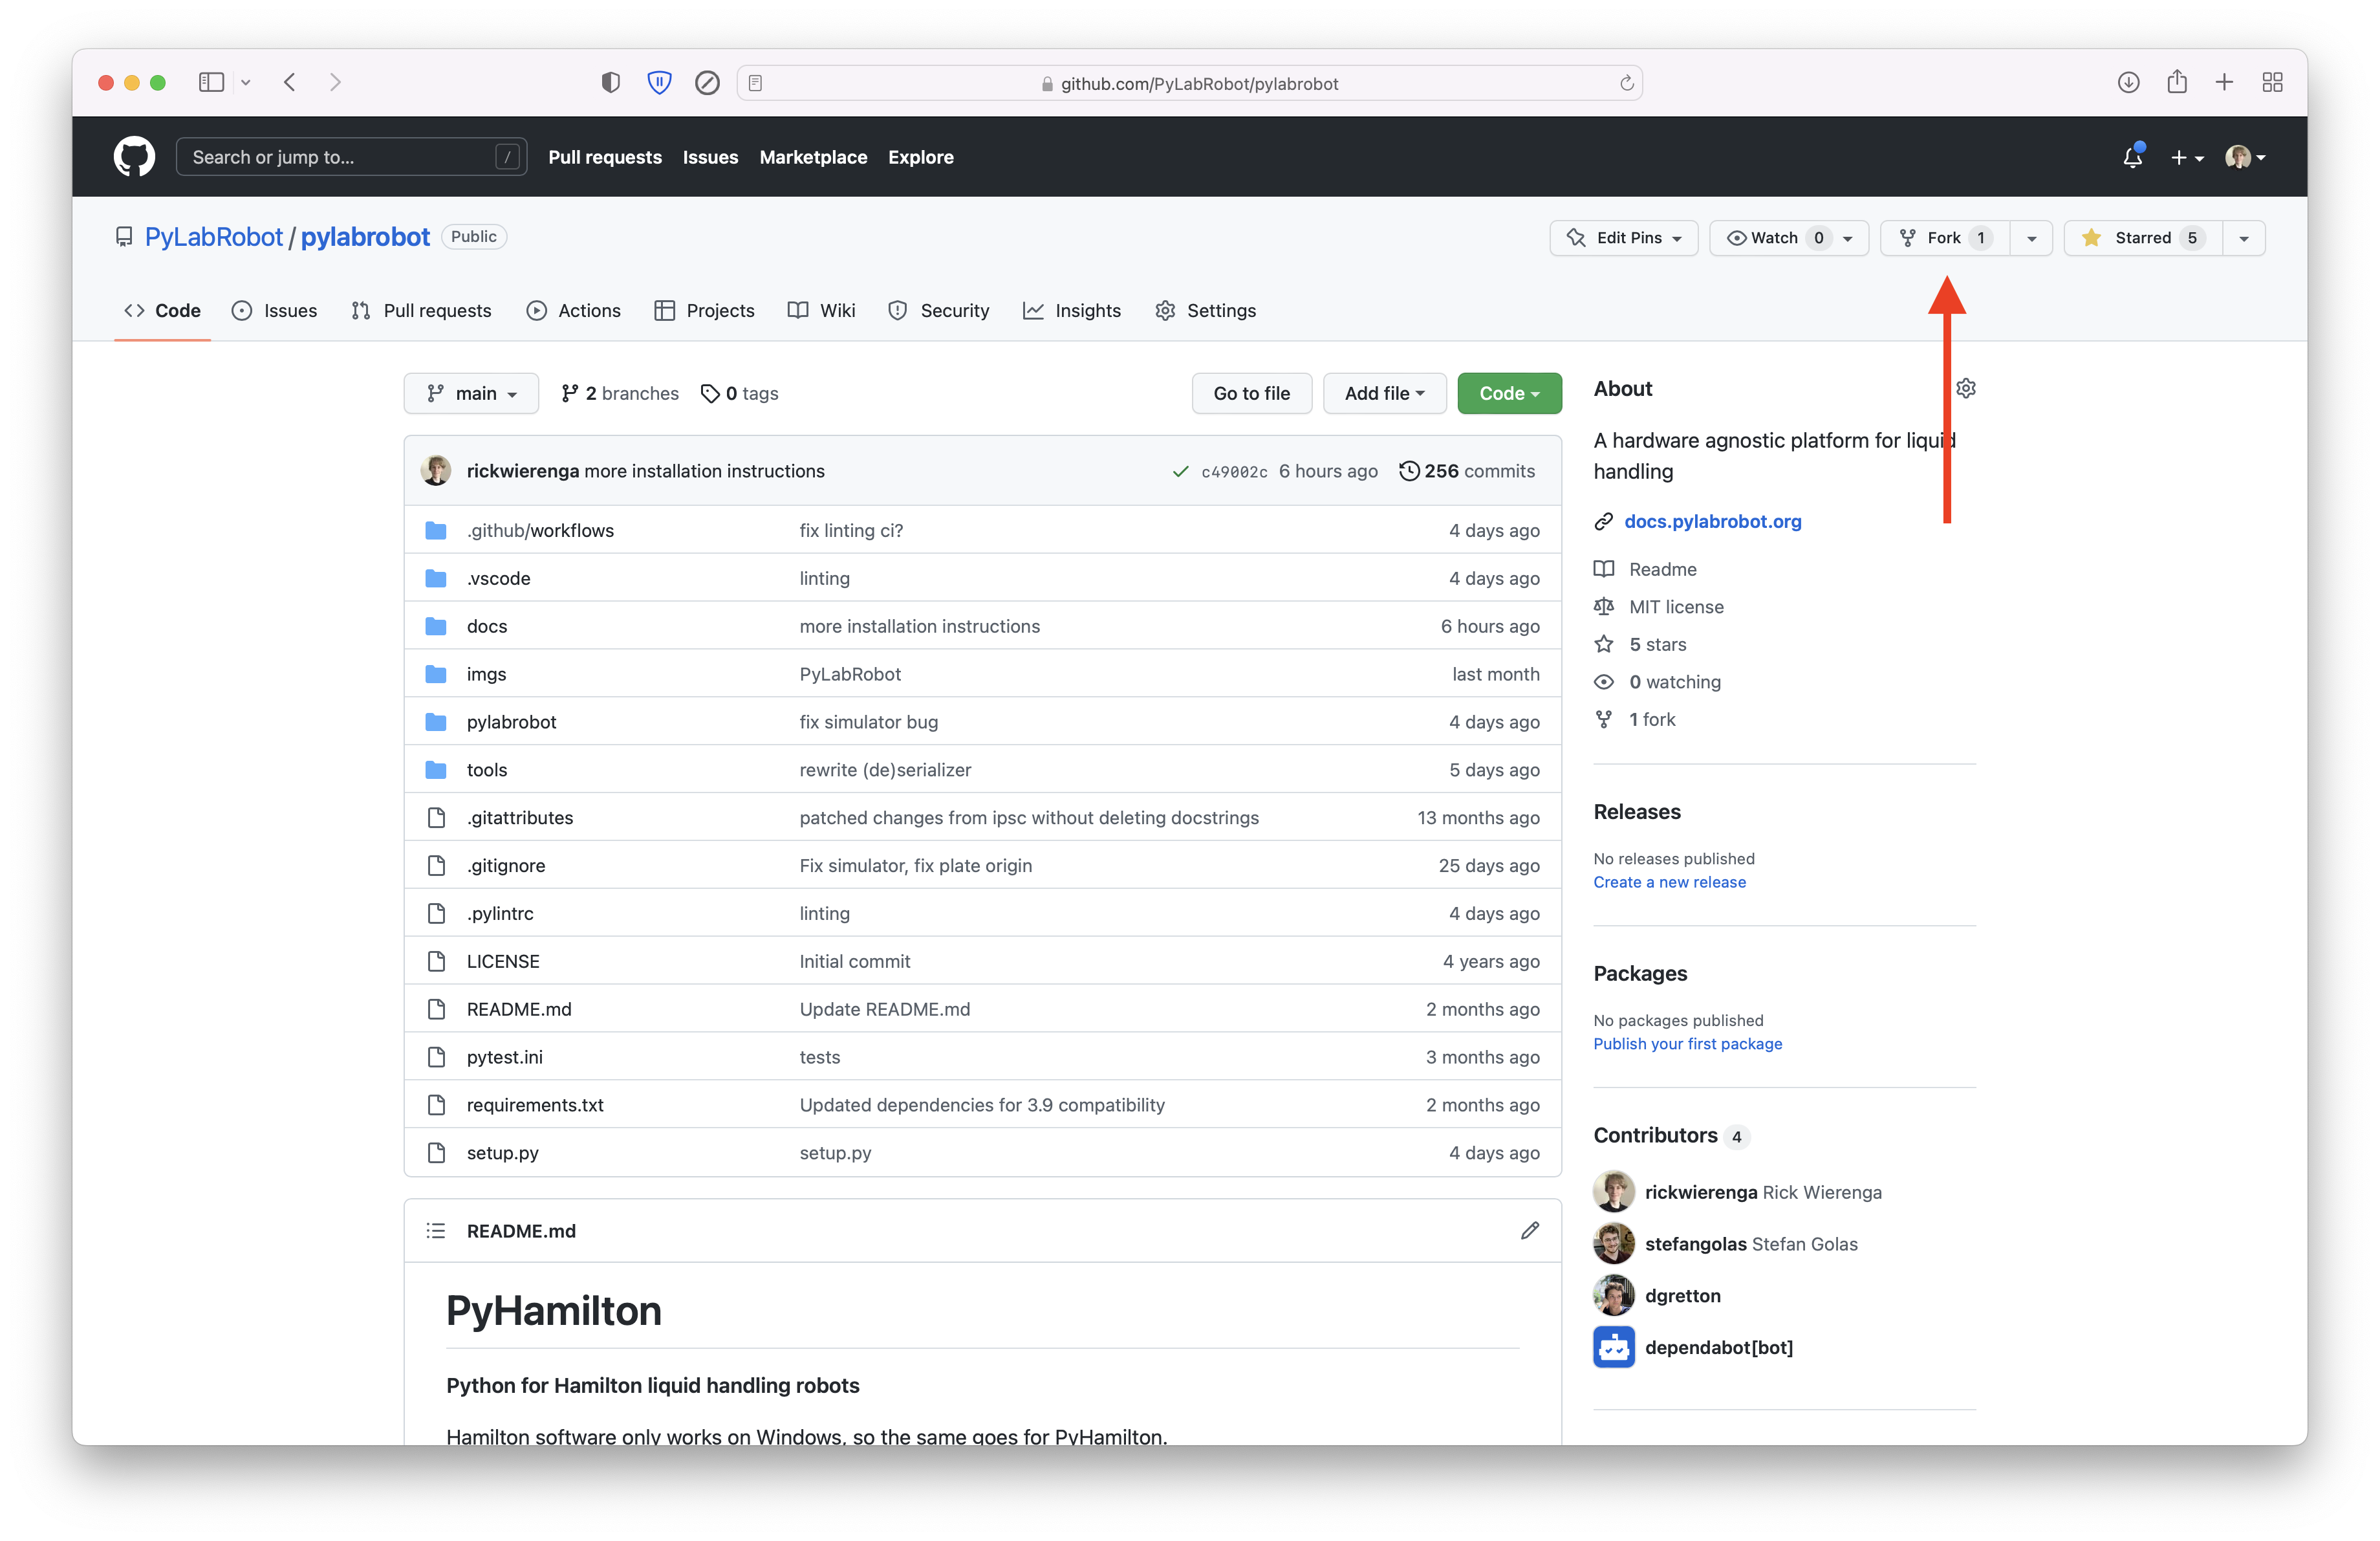 github.com/PyLabRobot/pylabrobot
Search or jump to... /
Pull requests Issues Marketplace Explore
PyLabRobot / pylabrobot Public
Edit Pins Watch 0 Fork 1 Starred 5
Code Issues Pull requests Actions Projects Wiki Security Insights Settings
main 2 branches 0 tags
Go to file Add file Code
rickwierenga more installation instructions c49002c 6 hours ago 256 commits
.github/workflows fix linting ci? 4 days ago
.vscode linting 4 days ago
docs more installation instructions 6 hours ago
imgs PyLabRobot last month
pylabrobot fix simulator bug 4 days ago
tools rewrite (de)serializer 5 days ago
.gitattributes patched changes from ipsc without deleting docstrings 13 months ago
.gitignore Fix simulator, fix plate origin 25 days ago
.pylintrc linting 4 days ago
LICENSE Initial commit 4 years ago
README.md Update README.md 2 months ago
pytest.ini tests 3 months ago
requirements.txt Updated dependencies for 3.9 compatibility 2 months ago
setup.py setup.py 4 days ago
README.md
PyHamilton
Python for Hamilton liquid handling robots
Hamilton software only works on Windows, so the same goes for PyHamilton.
About
A hardware agnostic platform for liquid
handling
docs.pylabrobot.org
Readme
MIT license
5 stars
0 watching
1 fork
Releases
No releases published
Create a new release
Packages
No packages published
Publish your first package
Contributors 4
rickwierenga Rick Wierenga
stefangolas Stefan Golas
dgretton
dependabot[bot]